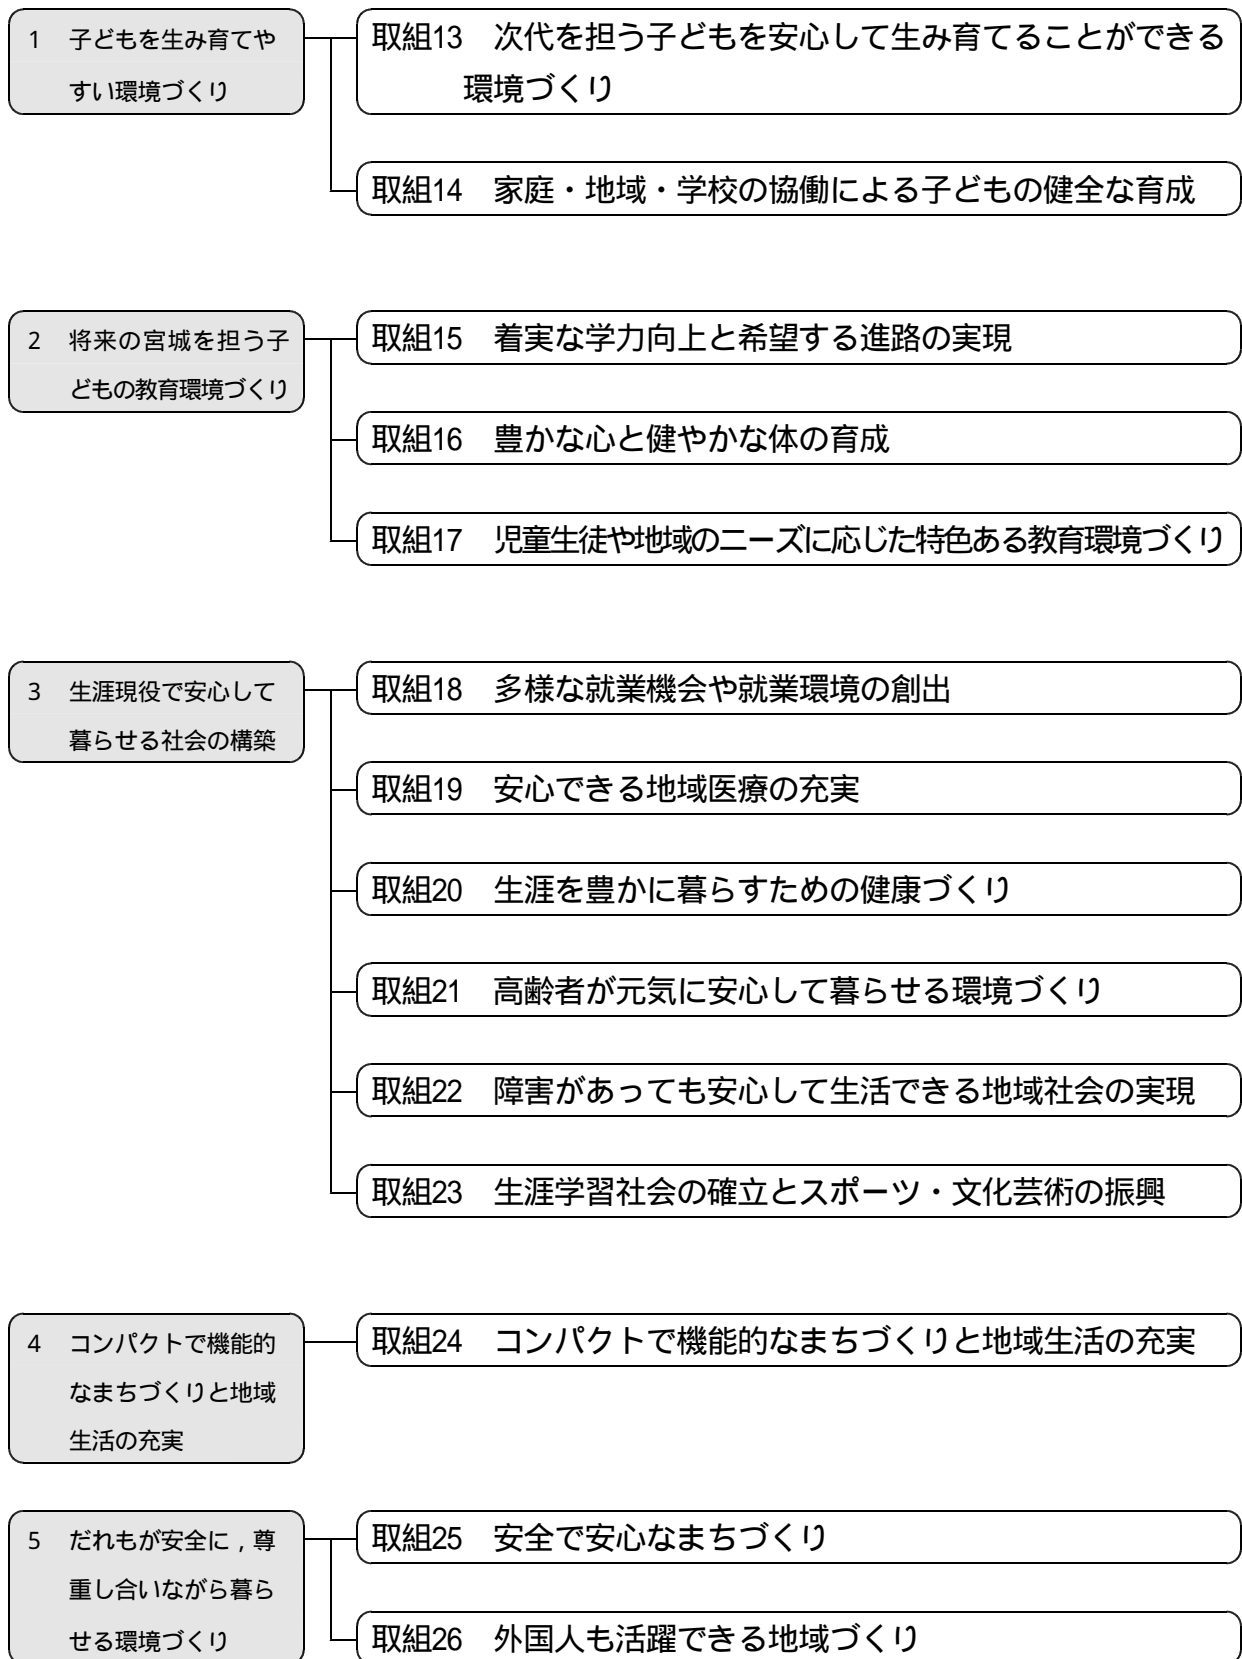 1 子どもを生み育てや
すい環境づくり
取組13 次代を担う子どもを安心して生み育てることができる
環境づくり
取組14 家庭・地域・学校の協働による子どもの健全な育成
2 将来の宮城を担う子
どもの教育環境づくり
取組15 着実な学力向上と希望する進路の実現
取組16 豊かな心と健やかな体の育成
取組17 児童生徒や地域のニーズに応じた特色ある教育環境づくり
3 生涯現役で安心して
暮らせる社会の構築
取組18 多様な就業機会や就業環境の創出
取組19 安心できる地域医療の充実
取組20 生涯を豊かに暮らすための健康づくり
取組21 高齢者が元気に安心して暮らせる環境づくり
取組22 障害があっても安心して生活できる地域社会の実現
取組23 生涯学習社会の確立とスポーツ・文化芸術の振興
4 コンパクトで機能的
なまちづくりと地域
生活の充実
取組24 コンパクトで機能的なまちづくりと地域生活の充実
5 だれもが安全に，尊
重し合いながら暮ら
せる環境づくり
取組25 安全で安心なまちづくり
取組26 外国人も活躍できる地域づくり